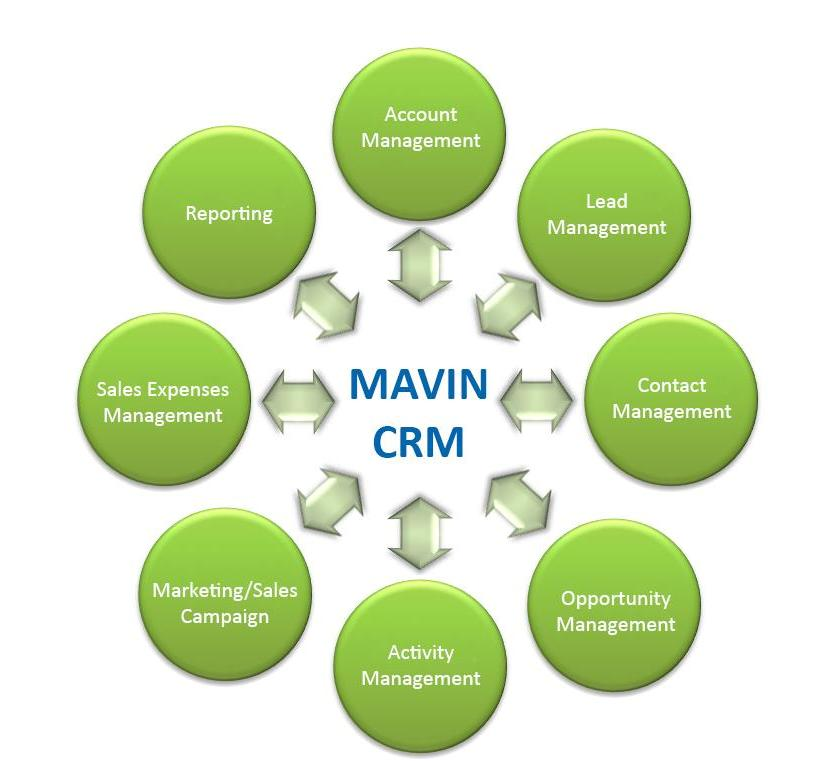 Account
Management
Lead
Management
Contact
Management
Opportunity
Management
Activity
Management
Marketing/Sales
Campaign
Sales Expenses
Management
Reporting
MAVIN
CRM